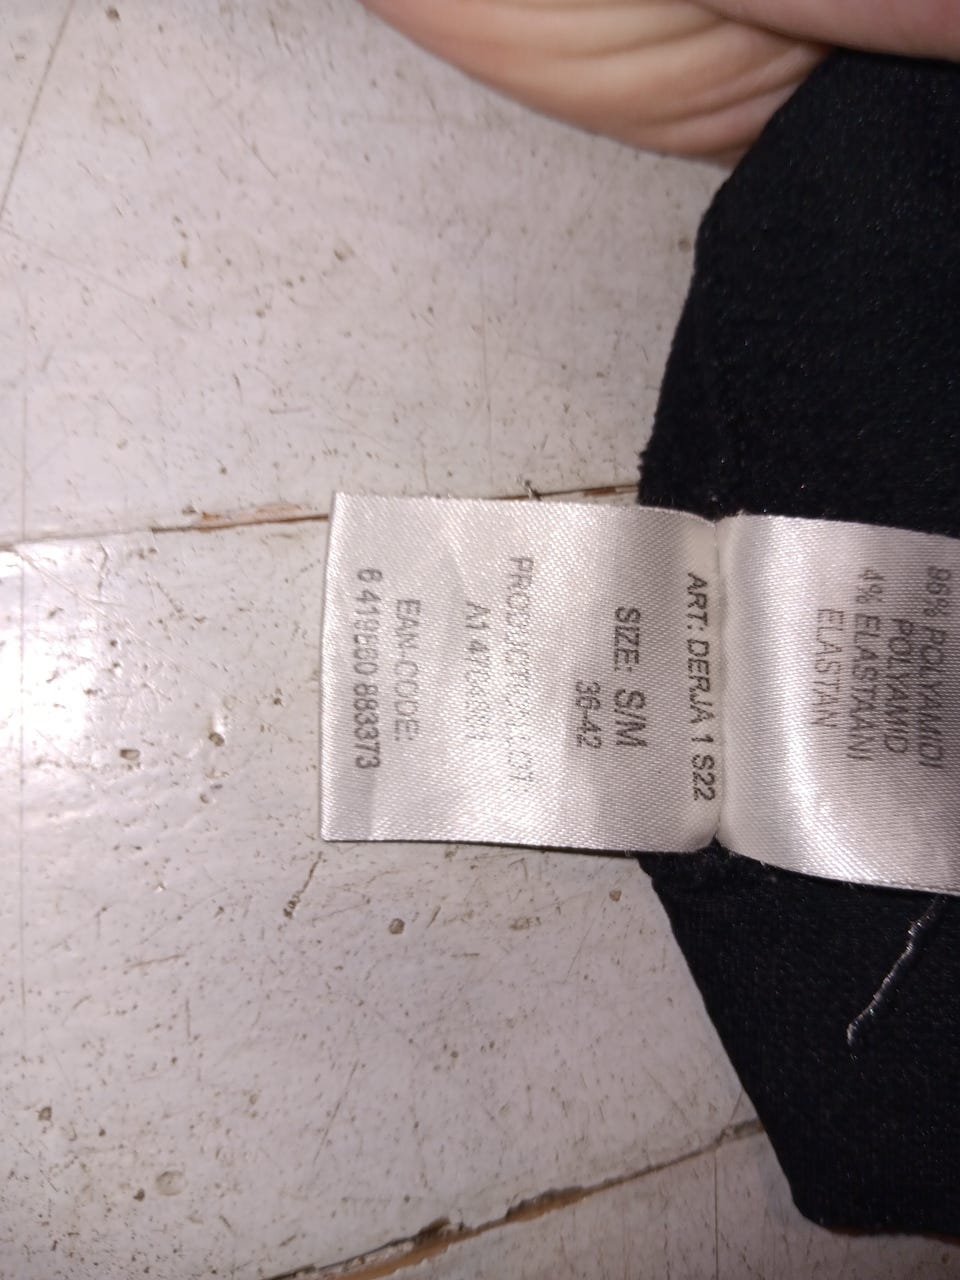 96% POLYAMIDI
POLYAMID
4% ELASTAANI
ELASTAN
ART: DERJA 1 S22
SIZE: S/M
36-42
EAN-CODE:
883373